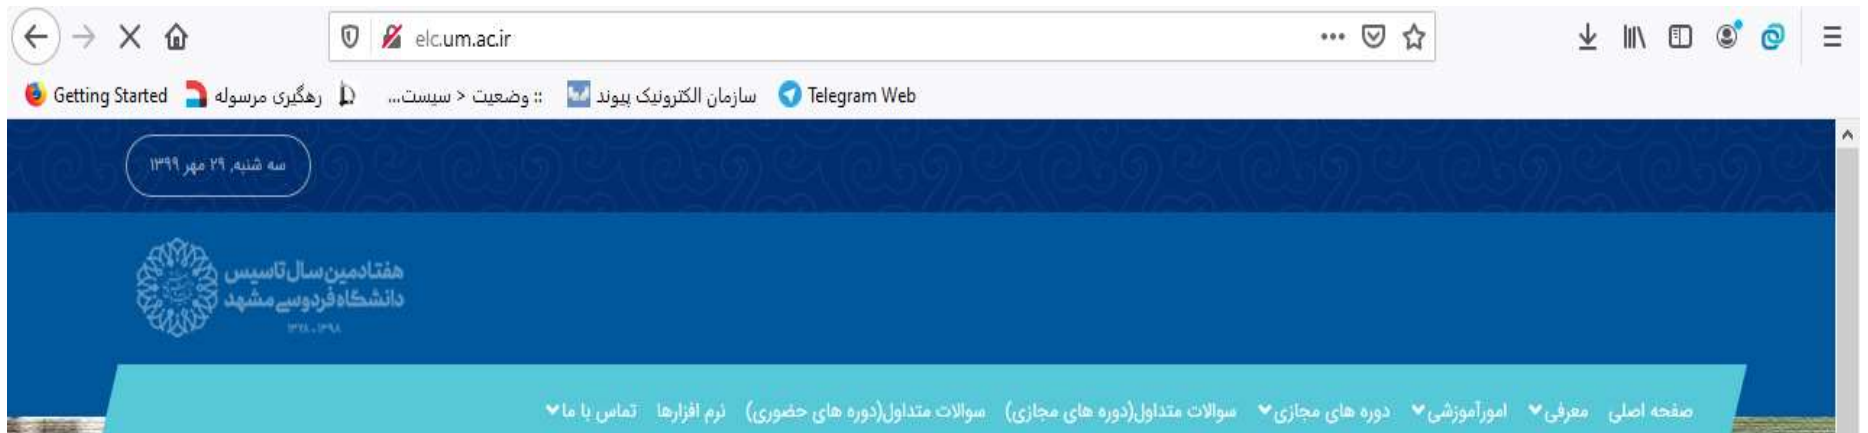 elc.um.ac.ir
Getting Started رهگیری مرسوله :: وضعیت < سیست... سازمان الکترونیک پیوند Telegram Web
سه شنبه, ۲۹ مهر ۱۳۹۹
هفتادمین سال تاسیس
دانشگاه فردوسی مشهد
۱۳۲۸-۱۳۹۸
صفحه اصلی معرفی امورآموزشی دوره های مجازی سوالات متداول(دوره های مجازی) سوالات متداول(دوره های حضوری) نرم افزارها تماس با ما